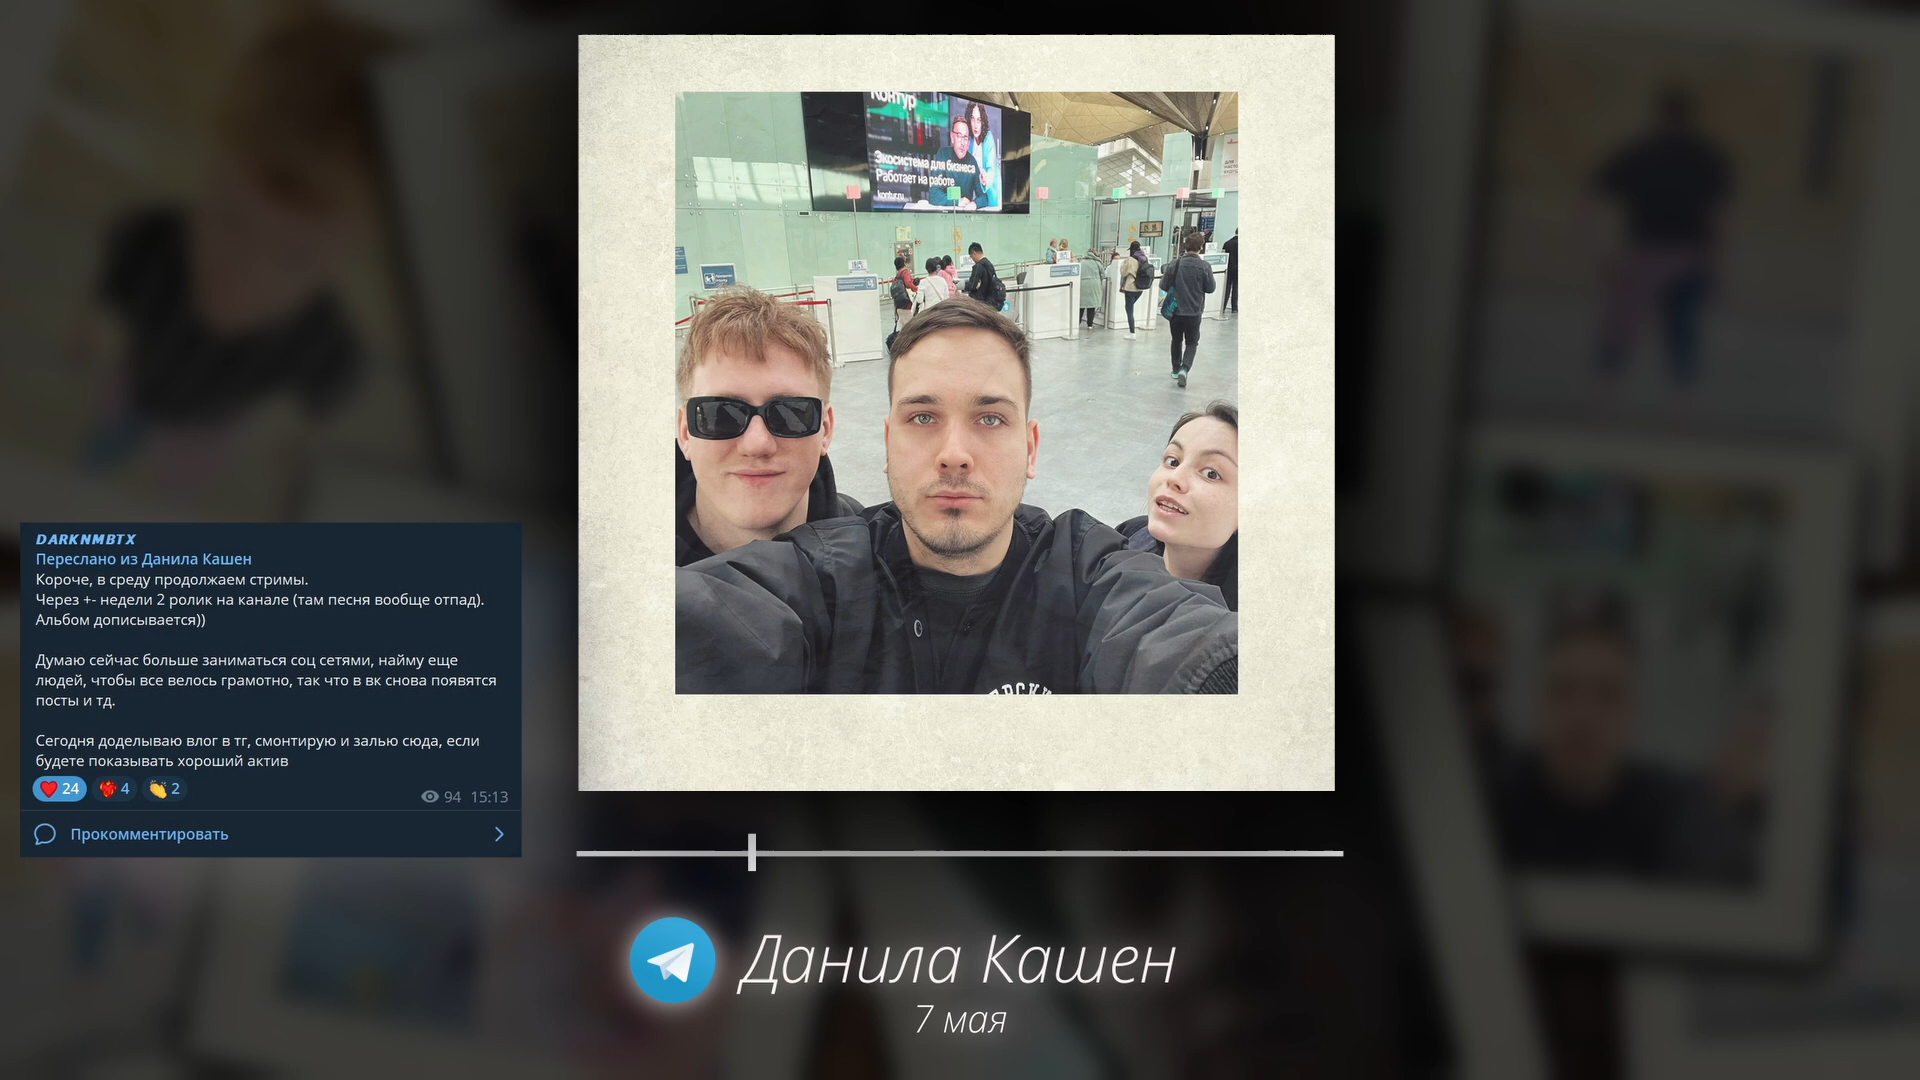 Контур
Экосистема для бизнеса
Работает на работе
kontur.ru
DARKNMBTX
Переслано из Данила Кашен
Короче, в среду продолжаем стримы.
Через +- недели 2 ролик на канале (там песня вообще отпад).
Альбом дописывается))
Думаю сейчас больше заниматься соц сетями, найму еще
людей, чтобы все велось грамотно, так что в вк снова появятся
посты и тд.
Сегодня доделываю влог в тг, смонтирую и залью сюда, если
будете показывать хороший актив
24 4 2
94 15:13
Прокомментировать
Данила Кашен
7 мая